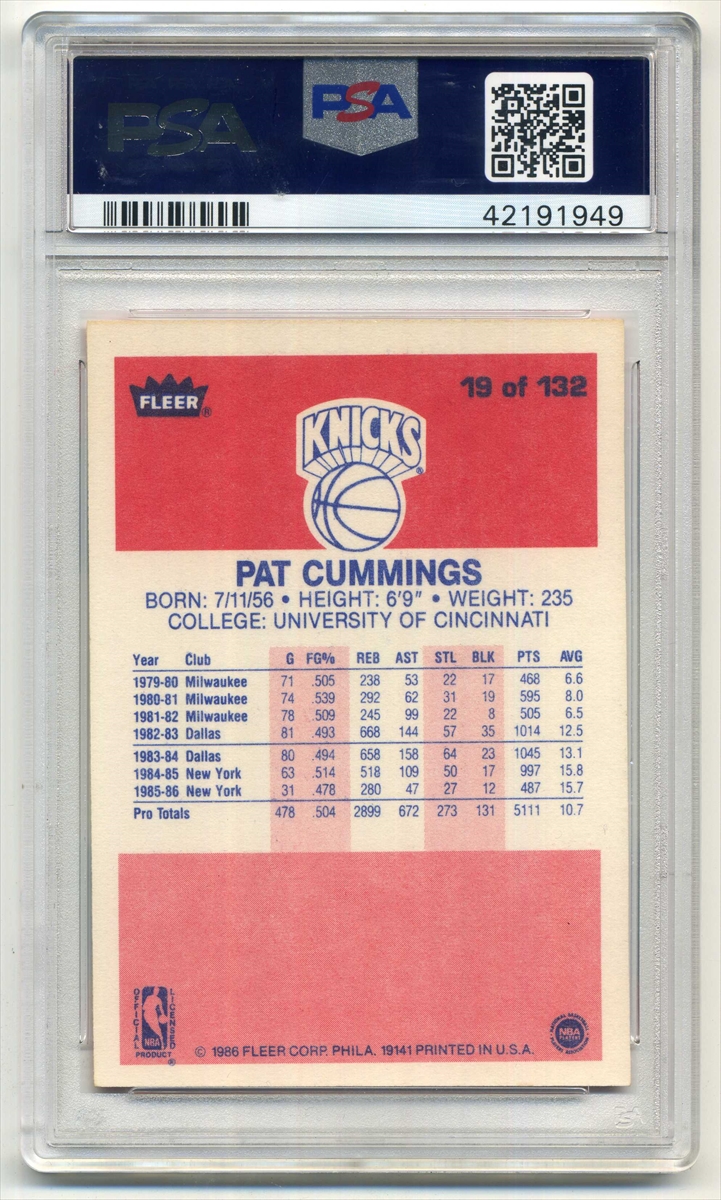 PSA PSA
42191949
FLEER® 19 of 132
KNICKS®
PAT CUMMINGS
BORN: 7/11/56 • HEIGHT: 6'9" • WEIGHT: 235
COLLEGE: UNIVERSITY OF CINCINNATI
Year Club G FG% REB AST STL BLK PTS AVG
1979-80 Milwaukee 71 .505 238 53 22 17 468 6.6
1980-81 Milwaukee 74 .539 292 62 31 19 595 8.0
1981-82 Milwaukee 78 .509 245 99 22 8 505 6.5
1982-83 Dallas 81 .493 668 144 57 35 1014 12.5
1983-84 Dallas 80 .494 658 158 64 23 1045 13.1
1984-85 New York 63 .514 518 109 50 17 997 15.8
1985-86 New York 31 .478 280 47 27 12 487 15.7
Pro Totals 478 .504 2899 672 273 131 5111 10.7
OFFICIAL LICENSED
NBA
PRODUCT ®
NATIONAL BASKETBALL
NBA
PLAYERS
© 1986 FLEER CORP. PHILA. 19141 PRINTED IN U.S.A.